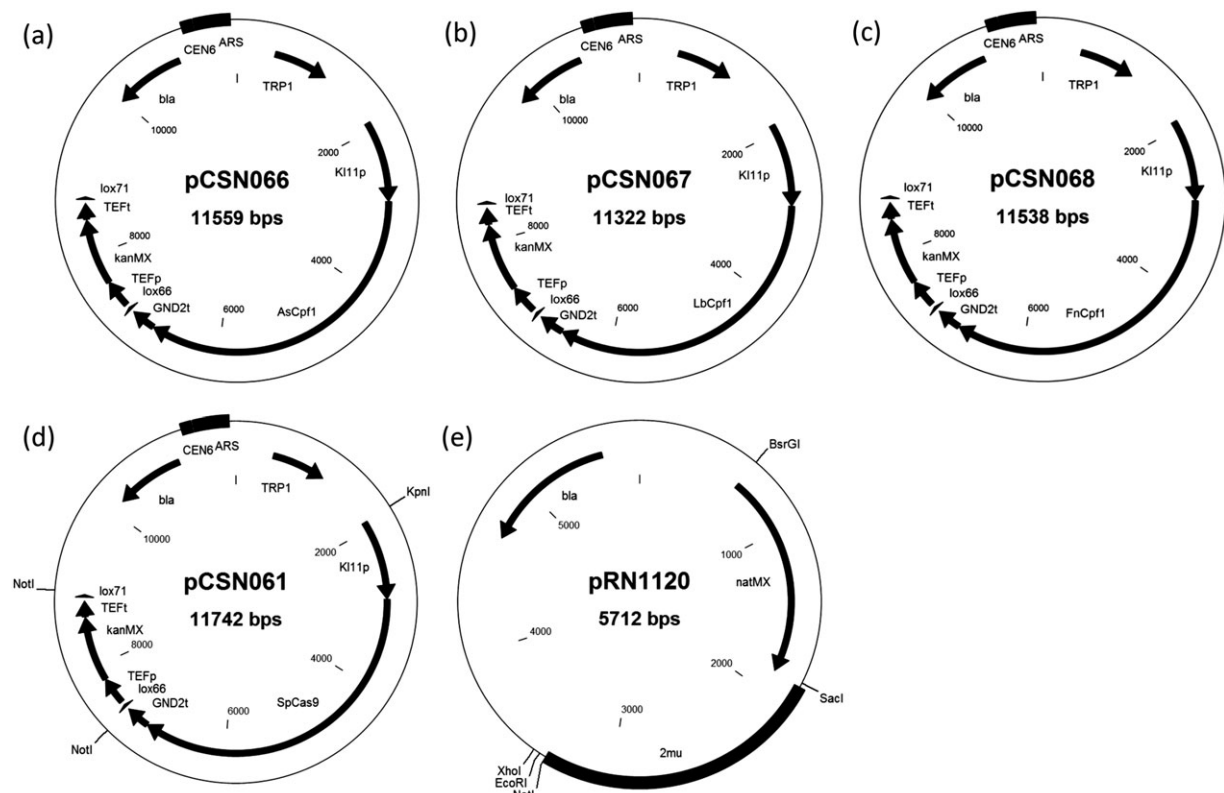 (a)
CEN6 ARS
TRP1
bla
10000
2000
Kl11p
lox71
TEFt
pCSN066
11559 bps
8000
kanMX
4000
TEFp
lox66
GND2t
6000
AsCpf1
(b)
CEN6 ARS
TRP1
bla
10000
2000
Kl11p
lox71
TEFt
pCSN067
11322 bps
8000
kanMX
4000
TEFp
lox66
GND2t
6000
LbCpf1
(c)
CEN6 ARS
TRP1
bla
10000
2000
Kl11p
lox71
TEFt
pCSN068
11538 bps
8000
kanMX
4000
TEFp
lox66
GND2t
6000
FnCpf1
(d)
CEN6 ARS
TRP1
KpnI
bla
10000
2000
Kl11p
NotI
lox71
TEFt
pCSN061
11742 bps
kanMX
8000
4000
TEFp
lox66
GND2t
6000
SpCas9
NotI
(e)
BsrGI
bla
5000
1000
natMX
pRN1120
5712 bps
4000
2000
SacI
3000
2mu
XhoI
EcoRI